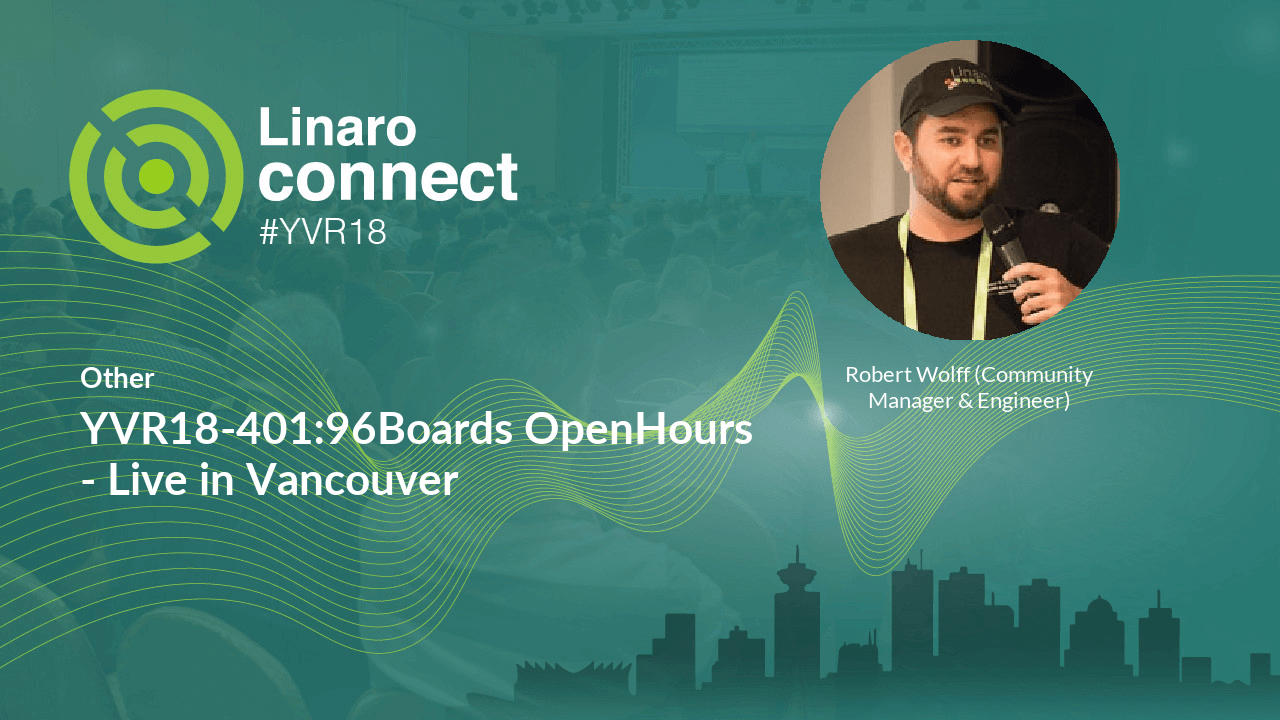 Linaro
connect
#YVR18
Other
YVR18-401:96Boards OpenHours
- Live in Vancouver
Robert Wolff (Community
Manager & Engineer)